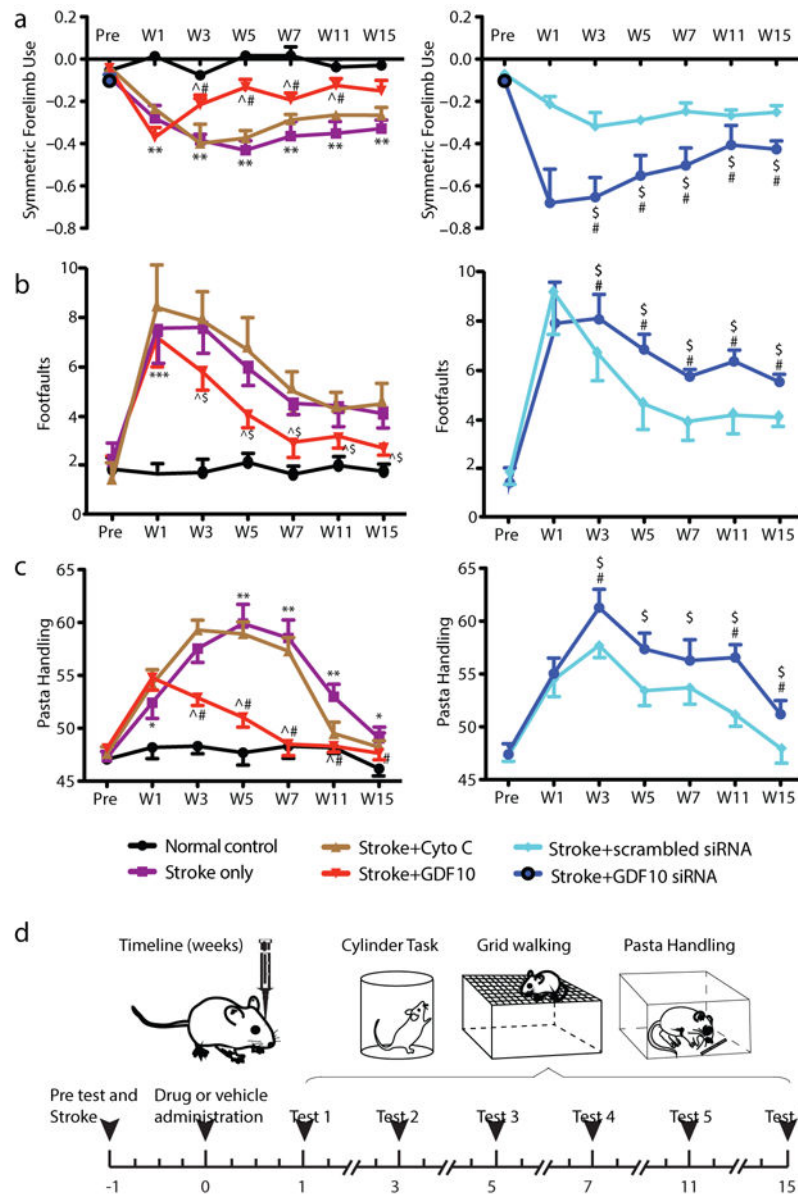 a
Pre W1 W3 W5 W7 W11 W15
0.2
0.0
−0.2
−0.4
−0.6
−0.8
Symmetric Forelimb Use
^# ^# ^# ^#
** ** ** ** ** **
Pre W1 W3 W5 W7 W11 W15
0.2
0.0
−0.2
−0.4
−0.6
−0.8
Symmetric Forelimb Use
$ $ $ $ $
# # # # #
b
10
8
6
4
2
0
Footfaults
*** ^$ ^$ ^$ ^$ ^$
Pre W1 W3 W5 W7 W11 W15
10
8
6
4
2
0
Footfaults
$ $ $ $ $
# # # # #
Pre W1 W3 W5 W7 W11 W15
c
65
60
55
50
45
Pasta Handling
** ** ** *
* ^# ^# ^# ^# #
Pre W1 W3 W5 W7 W11 W15
65
60
55
50
45
Pasta Handling
$ $ $ $ $
# # #
Pre W1 W3 W5 W7 W11 W15
Normal control
Stroke+Cyto C
Stroke+scrambled siRNA
Stroke only
Stroke+GDF10
Stroke+GDF10 siRNA
d
Timeline (weeks)
Cylinder Task
Grid walking
Pasta Handling
Pre test and
Stroke
Drug or vehicle
administration
Test 1
Test 2
Test 3
Test 4
Test 5
Test
-1 0 1 3 5 7 11 15